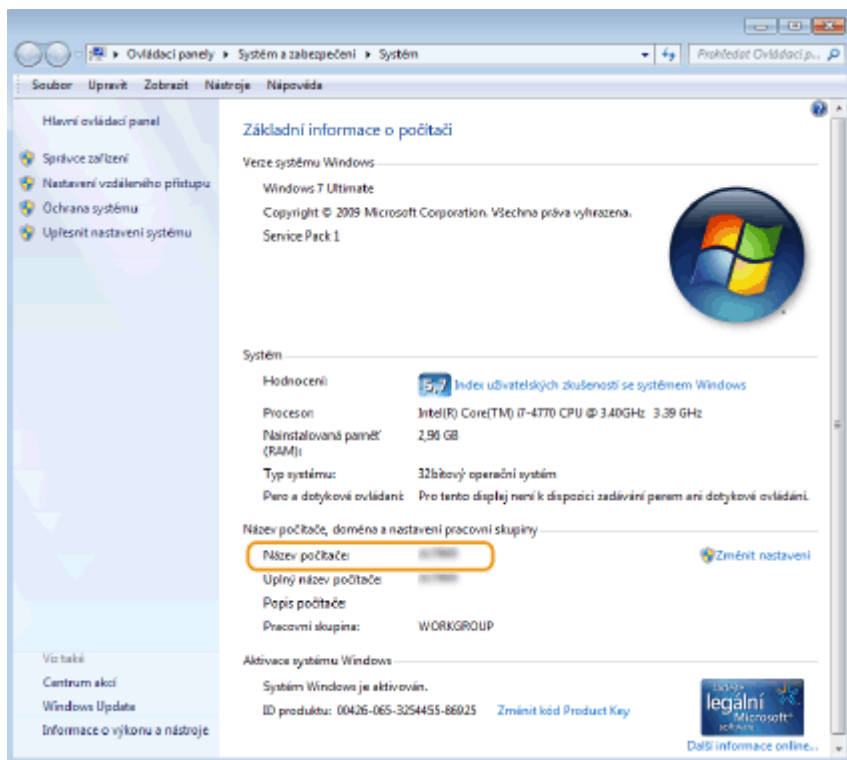 Ovládací panely ▸ Systém a zabezpečení ▸ Systém
Prohledat Ovládací p...
Soubor Upravit Zobrazit Nástroje Nápověda
Hlavní ovládací panel
Správce zařízení
Nastavení vzdáleného přístupu
Ochrana systému
Upřesnit nastavení systému
Základní informace o počítači
Verze systému Windows
Windows 7 Ultimate
Copyright © 2009 Microsoft Corporation. Všechna práva vyhrazena.
Service Pack 1
Systém
Hodnocení: 5,7 Index uživatelských zkušeností se systémem Windows
Procesor: Intel(R) Core(TM) i7-4770 CPU @ 3.40GHz 3.39 GHz
Nainstalovaná paměť 2,96 GB
(RAM):
Typ systému: 32bitový operační systém
Pero a dotykové ovládání: Pro tento displej není k dispozici zadávání perem ani dotykové ovládání.
Název počítače, doména a nastavení pracovní skupiny
Název počítače: Změnit nastavení
Úplný název počítače:
Popis počítače:
Pracovní skupina: WORKGROUP
Aktivace systému Windows
Systém Windows je aktivován.
ID produktu: 00426-065-3254455-86925 Změnit kód Product Key
legální
Microsoft®
software
Další informace online...
Viz také
Centrum akcí
Windows Update
Informace o výkonu a nástroje